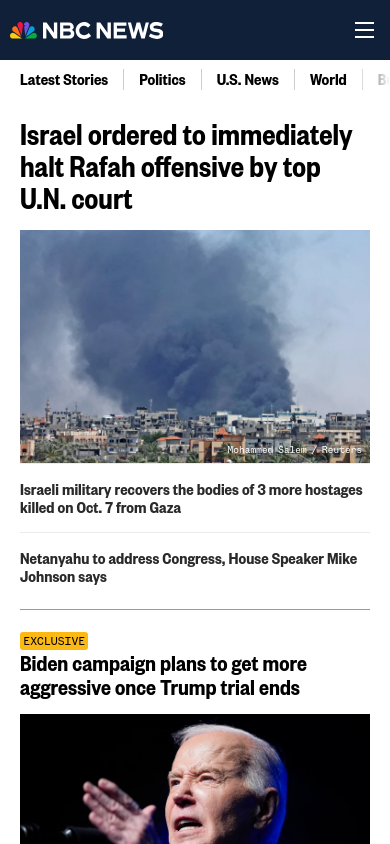 NBC NEWS
Latest Stories
Politics
U.S. News
World
Israel ordered to immediately
halt Rafah offensive by top
U.N. court
Mohammed Salem / Reuters
Israeli military recovers the bodies of 3 more hostages
killed on Oct. 7 from Gaza
Netanyahu to address Congress, House Speaker Mike
Johnson says
EXCLUSIVE
Biden campaign plans to get more
aggressive once Trump trial ends